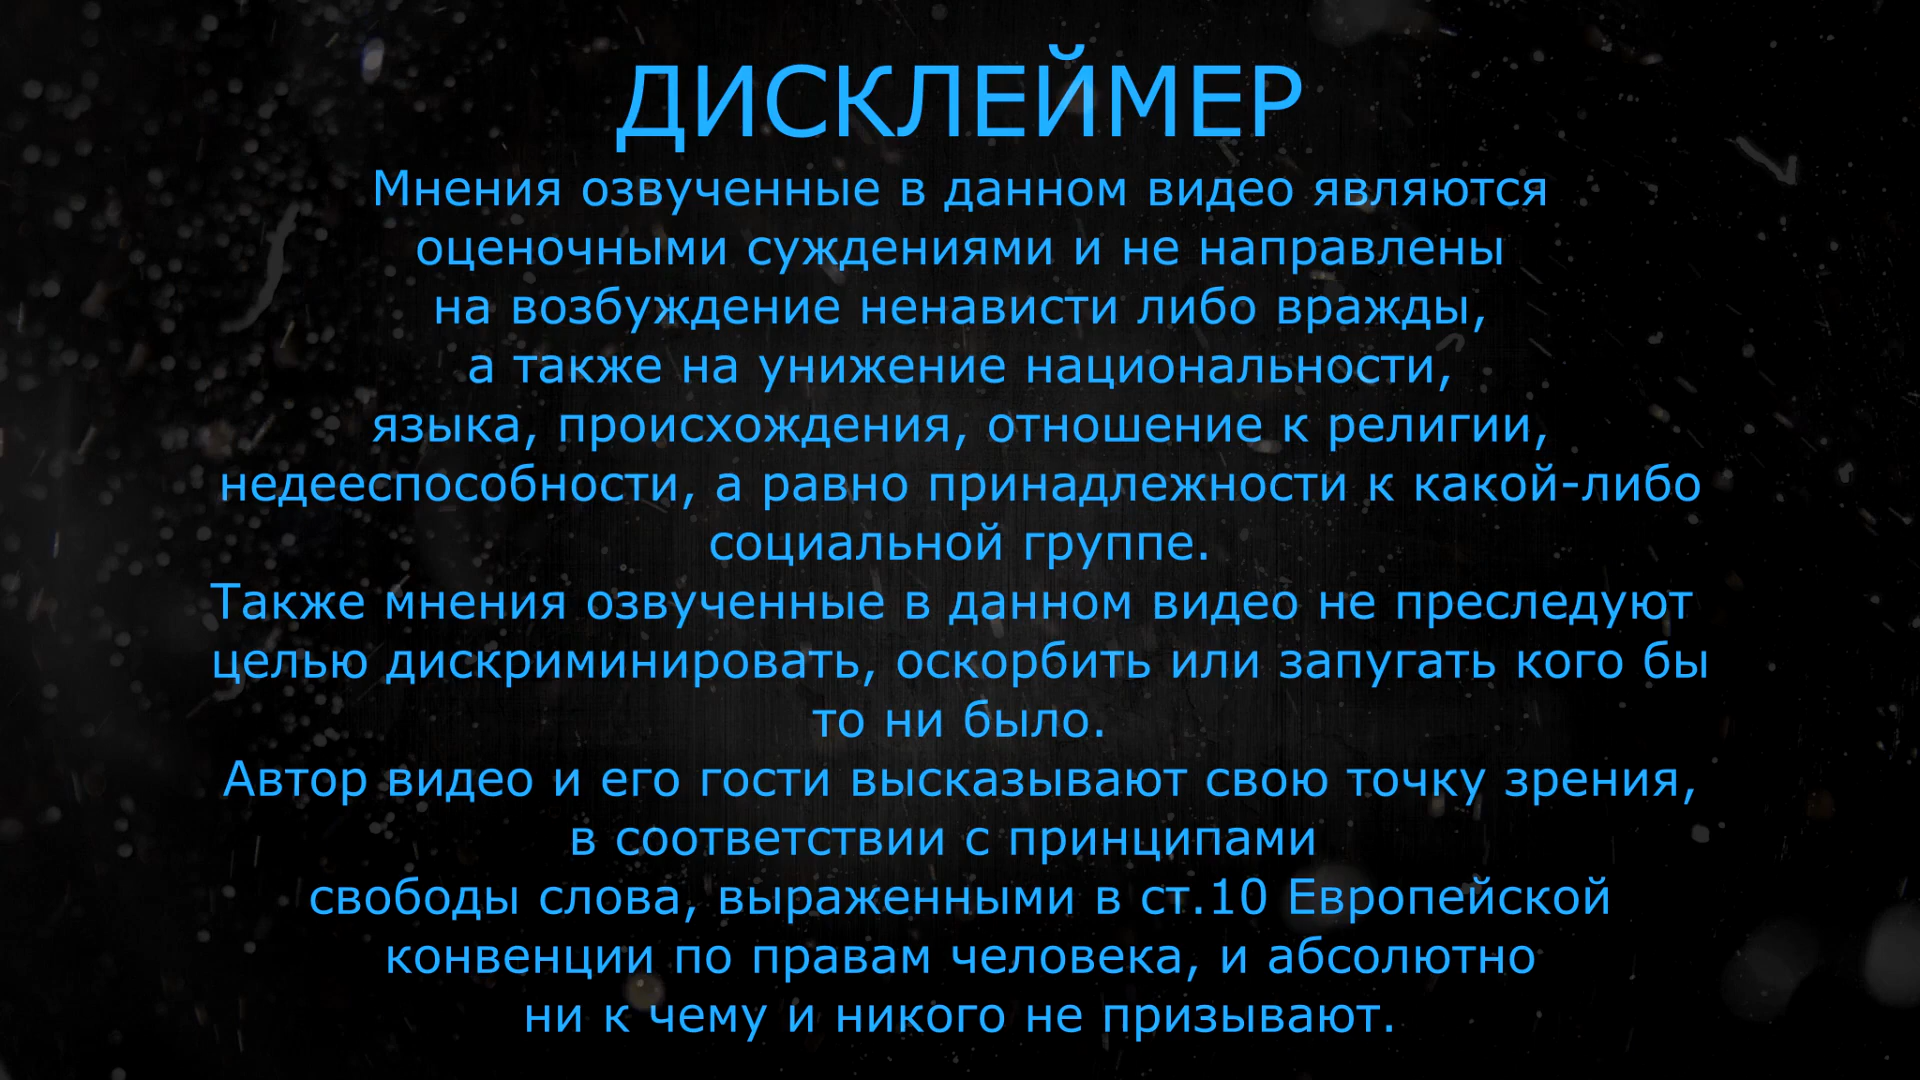 ДИСКЛЕЙМЕР
Мнения озвученные в данном видео являются
оценочными суждениями и не направлены
на возбуждение ненависти либо вражды,
а также на унижение национальности,
языка, происхождения, отношение к религии,
недееспособности, а равно принадлежности к какой-либо
социальной группе.
Также мнения озвученные в данном видео не преследуют
целью дискриминировать, оскорбить или запугать кого бы
то ни было.
Автор видео и его гости высказывают свою точку зрения,
в соответствии с принципами
свободы слова, выраженными в ст.10 Европейской
конвенции по правам человека, и абсолютно
ни к чему и никого не призывают.